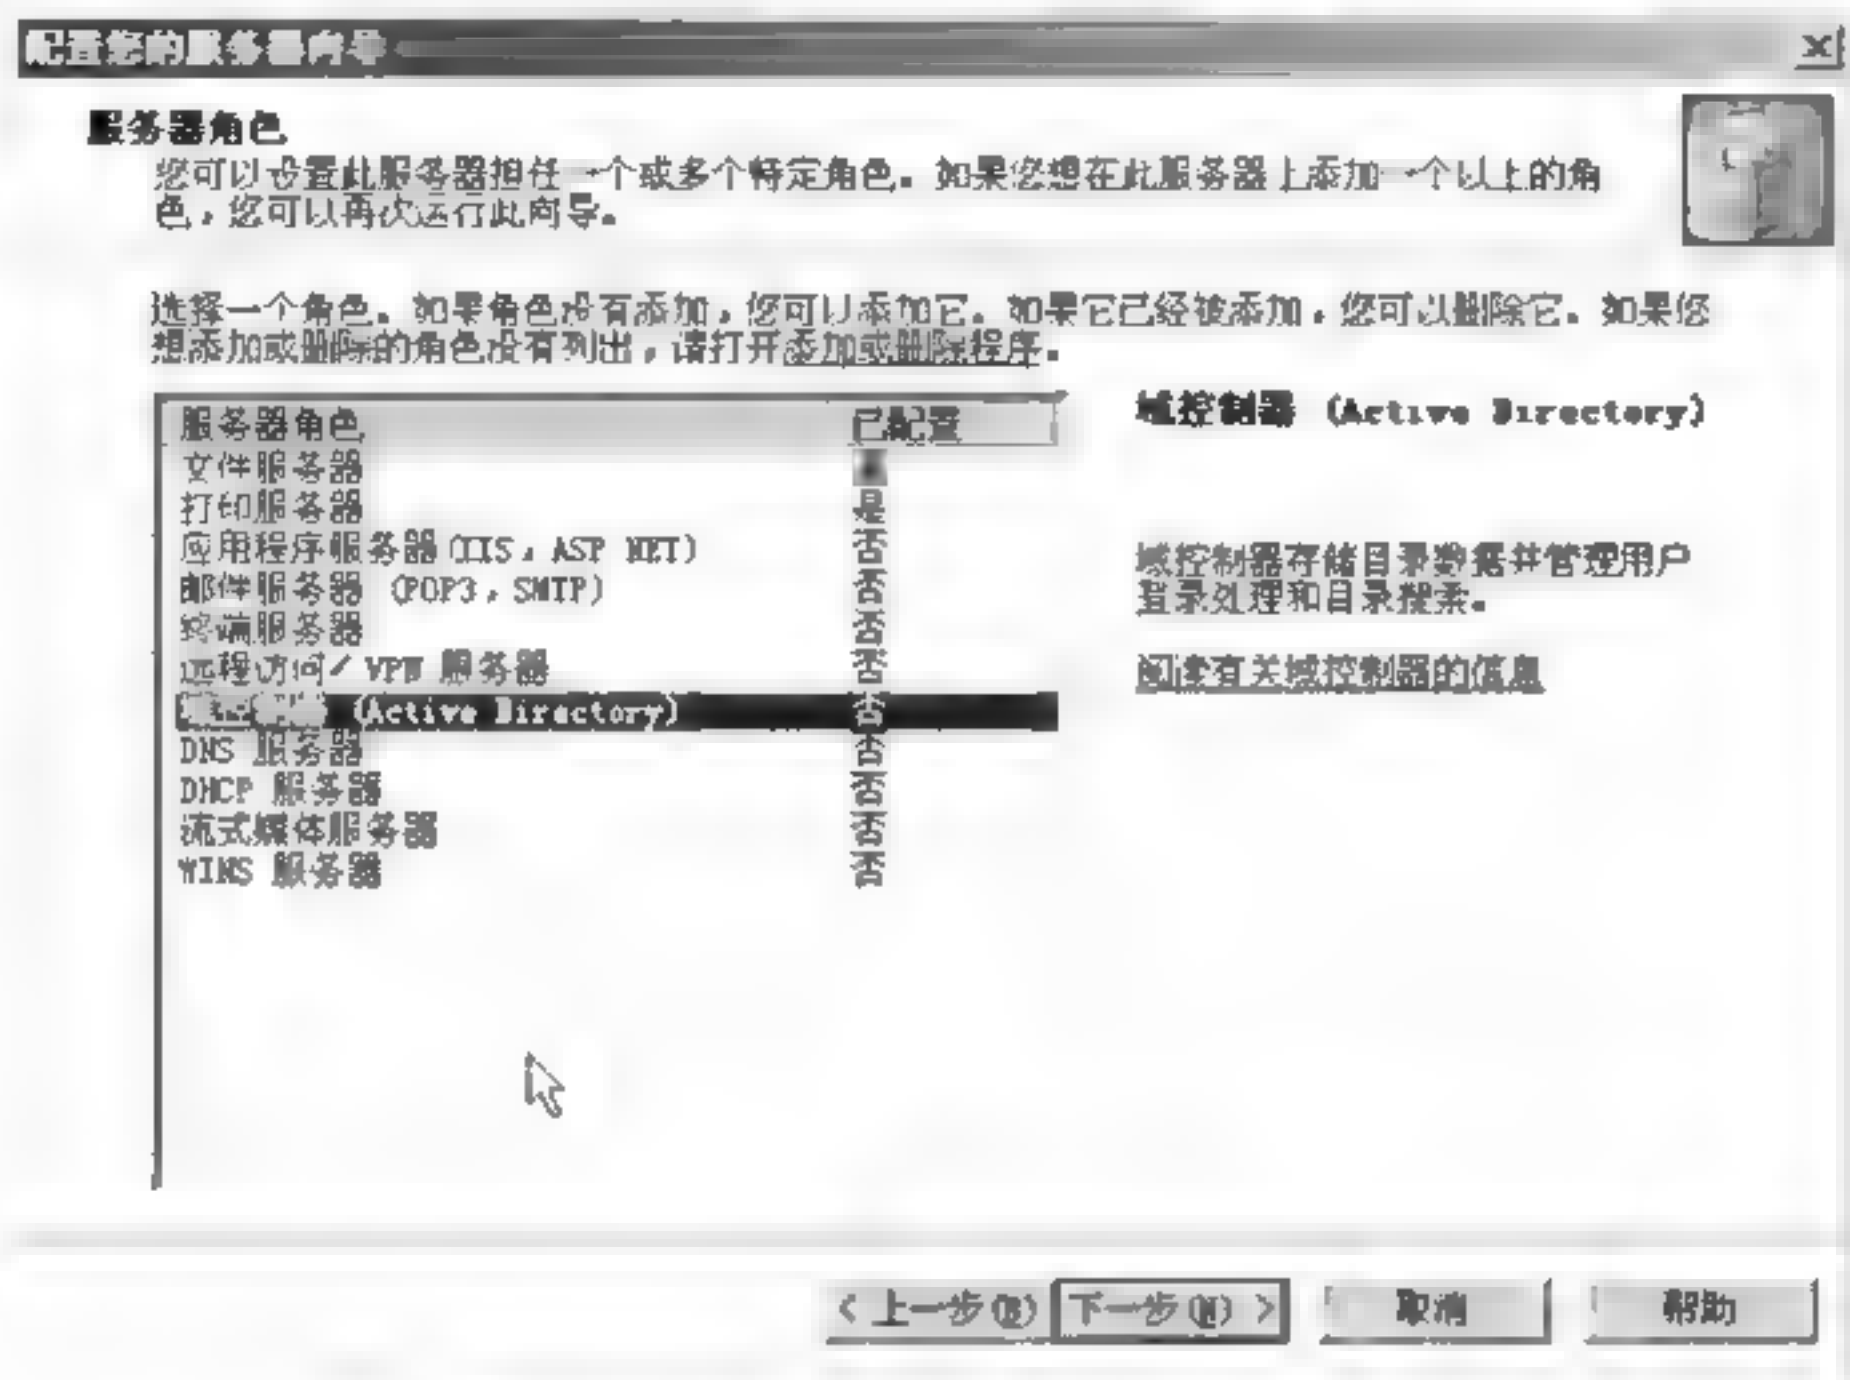 配置您的服务器向导
服务器角色
您可以设置此服务器担任一个或多个特定角色。如果您想在此服务器上添加一个以上的角
色，您可以再次运行此向导。
选择一个角色。如果角色没有添加，您可以添加它。如果它已经被添加，您可以删除它。如果您
想添加或删除的角色没有列出，请打开添加或删除程序。
服务器角色 已配置
文件服务器
打印服务器 是
应用程序服务器(IIS，ASP NET) 否
邮件服务器 (POP3，SMTP) 否
终端服务器 否
远程访问/VPN 服务器 否
(Active Directory) 否
DNS 服务器 否
DHCP 服务器 否
流式媒体服务器 否
WINS 服务器 否
域控制器 (Active Directory)
域控制器存储目录数据并管理用户
登录处理和目录搜索。
阅读有关域控制器的信息
< 上一步(B) 下一步(N) > 取消 帮助